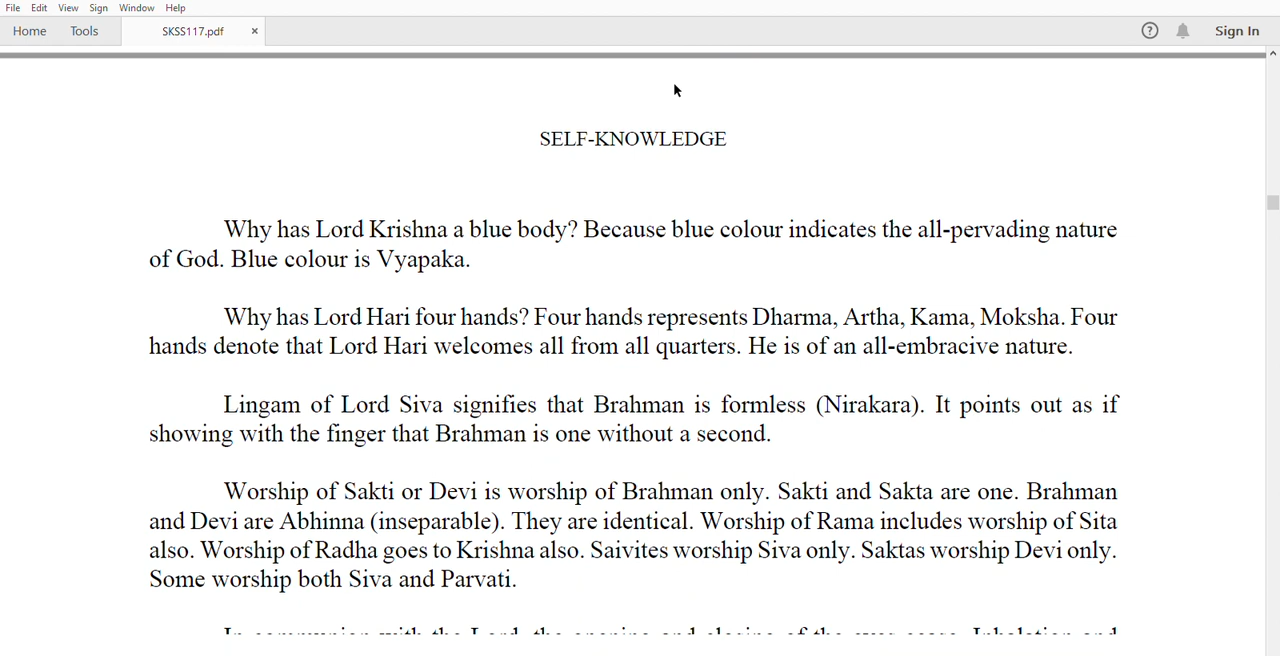 File Edit View Sign Window Help
Home Tools SKSS117.pdf × ? Sign In
SELF-KNOWLEDGE
Why has Lord Krishna a blue body? Because blue colour indicates the all-pervading nature
of God. Blue colour is Vyapaka.
Why has Lord Hari four hands? Four hands represents Dharma, Artha, Kama, Moksha. Four
hands denote that Lord Hari welcomes all from all quarters. He is of an all-embracive nature.
Lingam of Lord Siva signifies that Brahman is formless (Nirakara). It points out as if
showing with the finger that Brahman is one without a second.
Worship of Sakti or Devi is worship of Brahman only. Sakti and Sakta are one. Brahman
and Devi are Abhinna (inseparable). They are identical. Worship of Rama includes worship of Sita
also. Worship of Radha goes to Krishna also. Saivites worship Siva only. Saktas worship Devi only.
Some worship both Siva and Parvati.